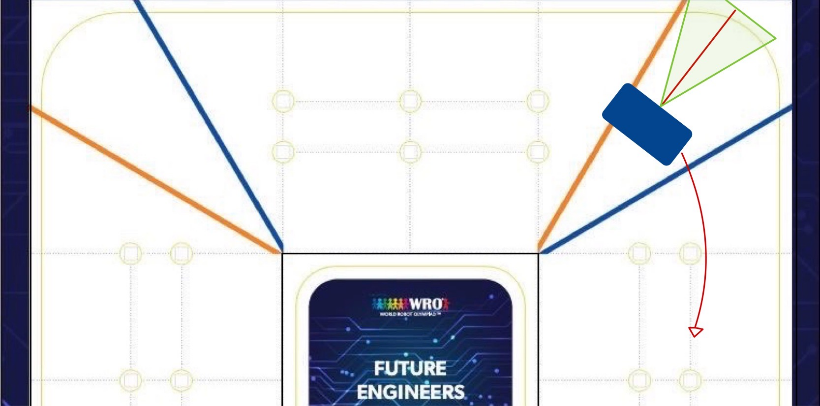 WRO
WORLD ROBOT OLYMPIAD™
FUTURE
ENGINEERS